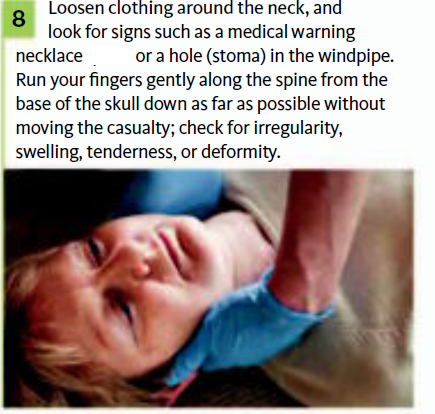 8 Loosen clothing around the neck, and
look for signs such as a medical warning
necklace or a hole (stoma) in the windpipe.
Run your fingers gently along the spine from the
base of the skull down as far as possible without
moving the casualty; check for irregularity,
swelling, tenderness, or deformity.